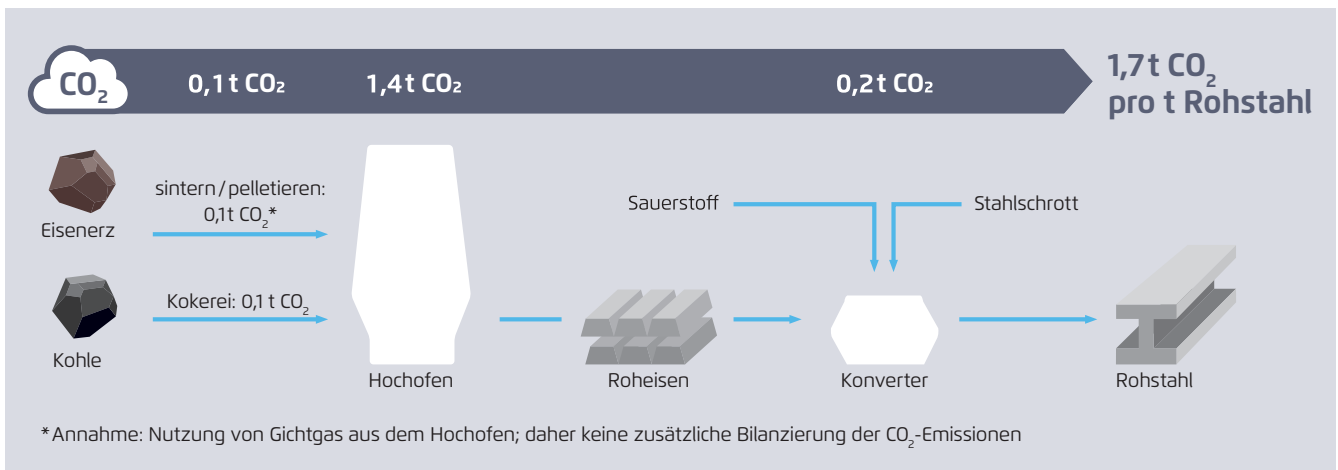 CO₂
0,1 t CO₂
1,4 t CO₂
0,2 t CO₂
1,7 t CO₂
pro t Rohstahl
sintern / pelletieren:
0,1 t CO₂*
Eisenerz
Sauerstoff
Stahlschrott
Kokerei: 0,1 t CO₂
Kohle
Hochofen
Roheisen
Konverter
Rohstahl
*Annahme: Nutzung von Gichtgas aus dem Hochofen; daher keine zusätzliche Bilanzierung der CO₂-Emissionen